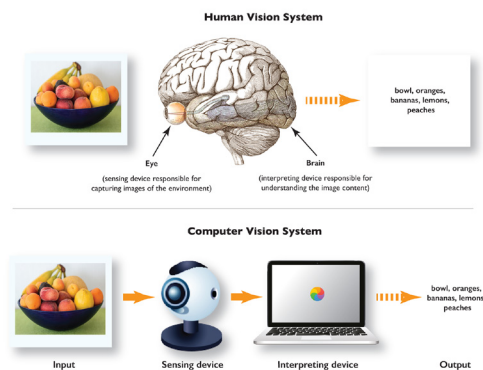 Human Vision System
bowl, oranges,
bananas, lemons,
peaches
Eye
(sensing device responsible for
capturing images of the environment)
Brain
(interpreting device responsible for
understanding the image content)
Computer Vision System
bowl, oranges,
bananas, lemons
peaches
Input
Sensing device
Interpreting device
Output